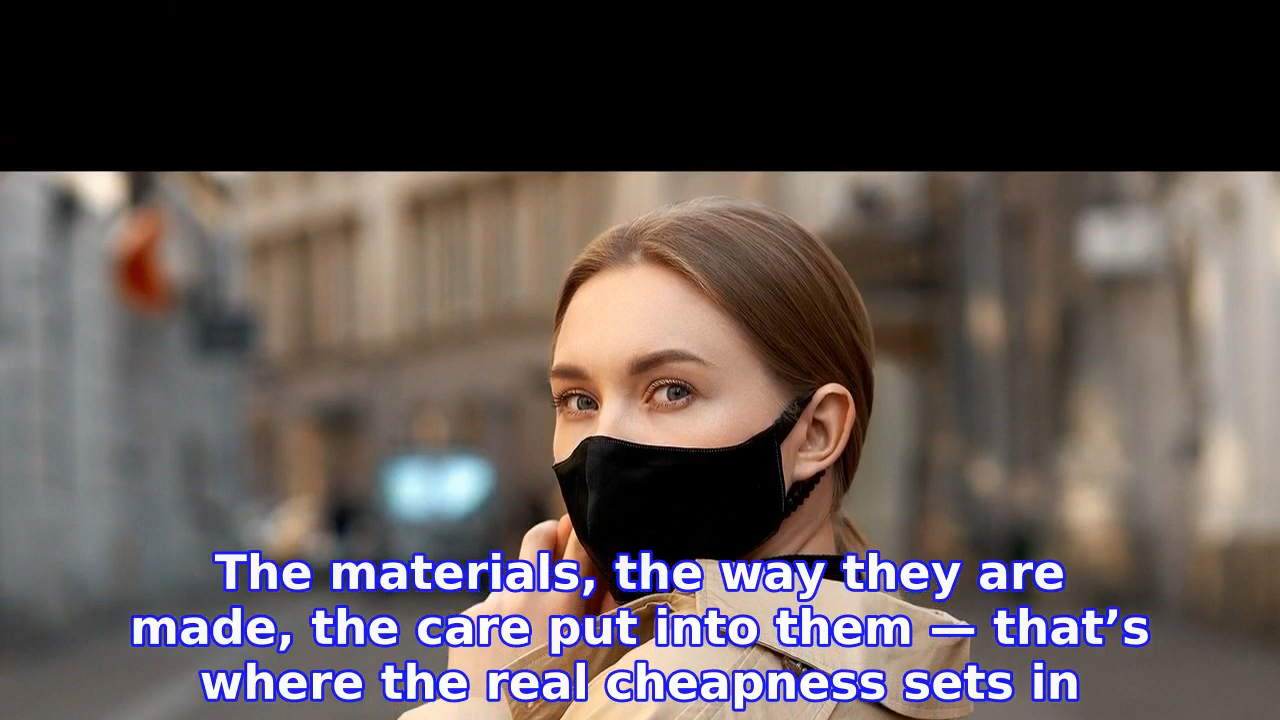 The materials, the way they are
made, the care put into them — that’s
where the real cheapness sets in